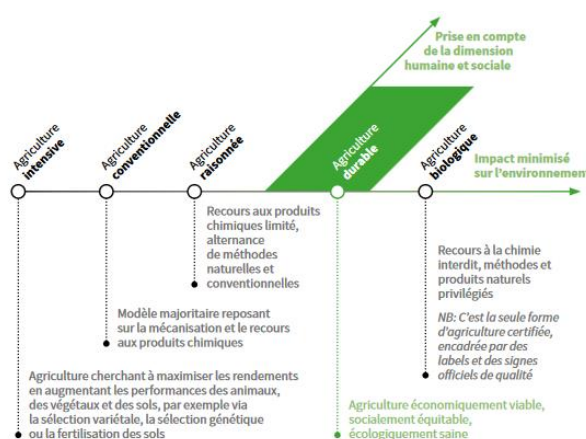 Prise en compte
de la dimension
humaine et sociale
Agriculture
intensive
Agriculture
conventionnelle
Agriculture
raisonnée
Agriculture
durable
Agriculture
biologique
Impact minimisé
sur l'environnement
Recours aux produits
chimiques limité,
alternance
de méthodes
naturelles et
conventionnelles
Recours à la chimie
interdit, méthodes et
produits naturels
privilégiés
NB: C'est la seule forme
d'agriculture certifiée,
encadrée par des
labels et des signes
officiels de qualité
Modèle majoritaire reposant
sur la mécanisation et le recours
aux produits chimiques
Agriculture cherchant à maximiser les rendements
en augmentant les performances des animaux,
des végétaux et des sols, par exemple via
la sélection variétale, la sélection génétique
ou la fertilisation des sols
Agriculture économiquement viable,
socialement équitable,
écologiquement saine